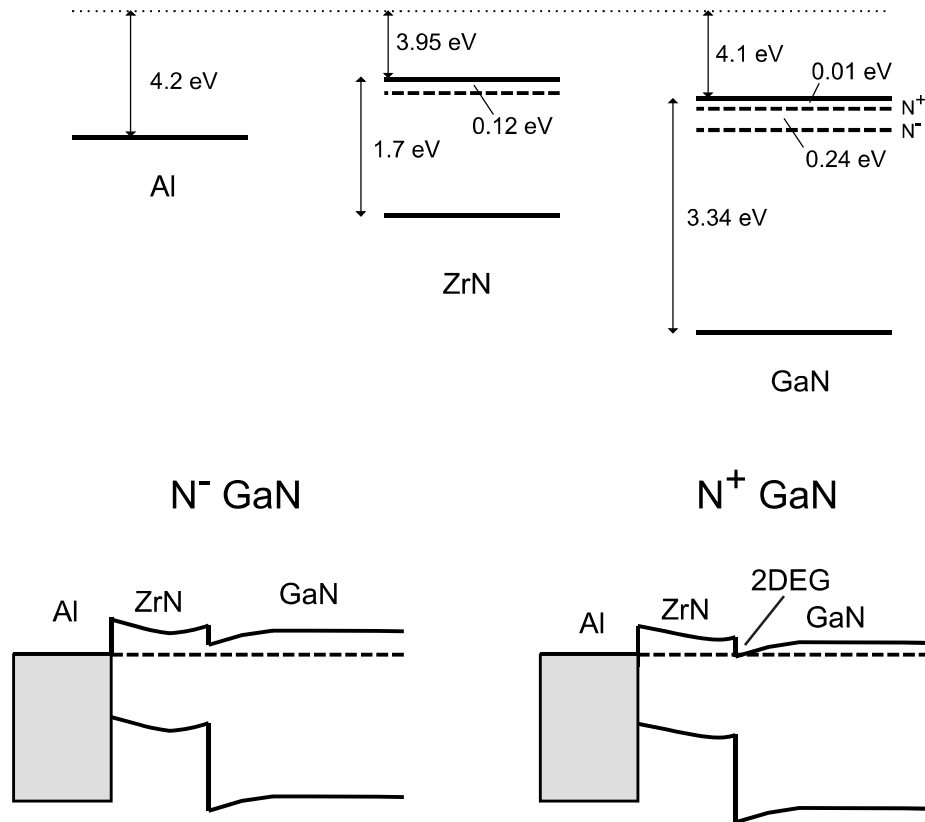 3.95 eV
4.1 eV
4.2 eV
0.01 eV
N⁺
N⁻
0.12 eV
0.24 eV
1.7 eV
Al
3.34 eV
ZrN
GaN
N⁻ GaN
N⁺ GaN
Al
ZrN
GaN
2DEG
Al
ZrN
GaN